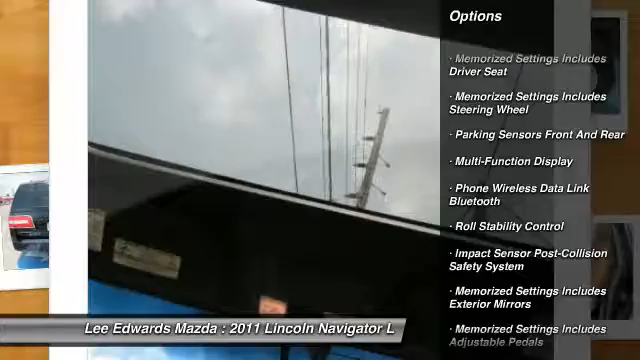 Options
· Memorized Settings Includes
Driver Seat
· Memorized Settings Includes
Steering Wheel
· Parking Sensors Front And Rear
· Multi-Function Display
· Phone Wireless Data Link
Bluetooth
· Roll Stability Control
· Impact Sensor Post-Collision
Safety System
· Memorized Settings Includes
Exterior Mirrors
· Memorized Settings Includes
Adjustable Pedals
Lee Edwards Mazda : 2011 Lincoln Navigator L